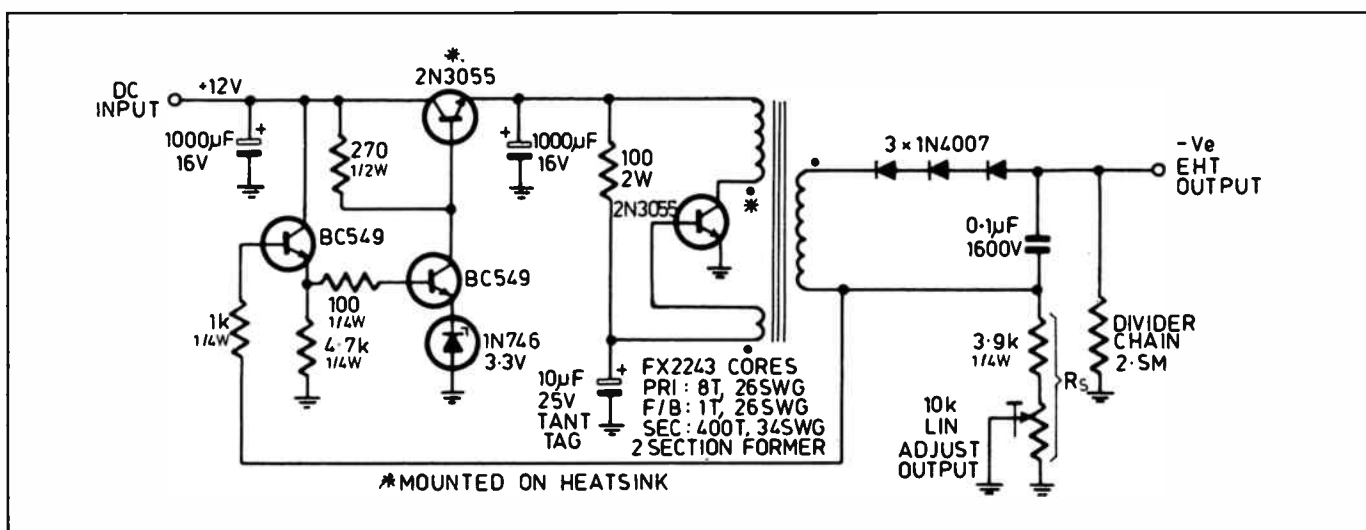 DC
INPUT
+12V
1000µF
16V
+
270
1/2W
*
2N3055
+
1000µF
16V
100
2W
2N3055
*
BC549
BC549
1k
1/4W
100
1/4W
4·7k
1/4W
1N746
3·3V
10µF
25V
TANT
TAG
+
FX2243 CORES
PRI: 8T, 26SWG
F/B: 1T, 26SWG
SEC: 400T, 34SWG
2 SECTION FORMER
3 × 1N4007
-Ve
EHT
OUTPUT
0·1µF
1600V
3·9k
1/4W
RS
DIVIDER
CHAIN
2·5M
10k
LIN
ADJUST
OUTPUT
*MOUNTED ON HEATSINK